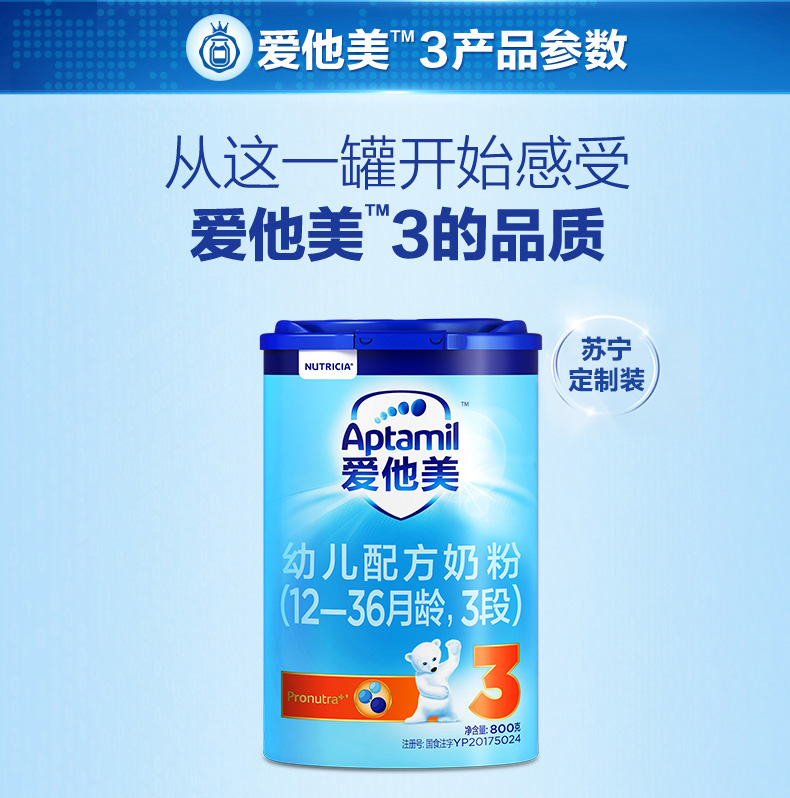 爱他美™3产品参数
从这一罐开始感受
爱他美™3的品质
苏宁
定制装
NUTRICIA
Aptamil™
爱他美
幼儿配方奶粉
(12—36月龄, 3段)
Pronutra+
3
净含量: 800克
注册号: 国食注字YP20175024